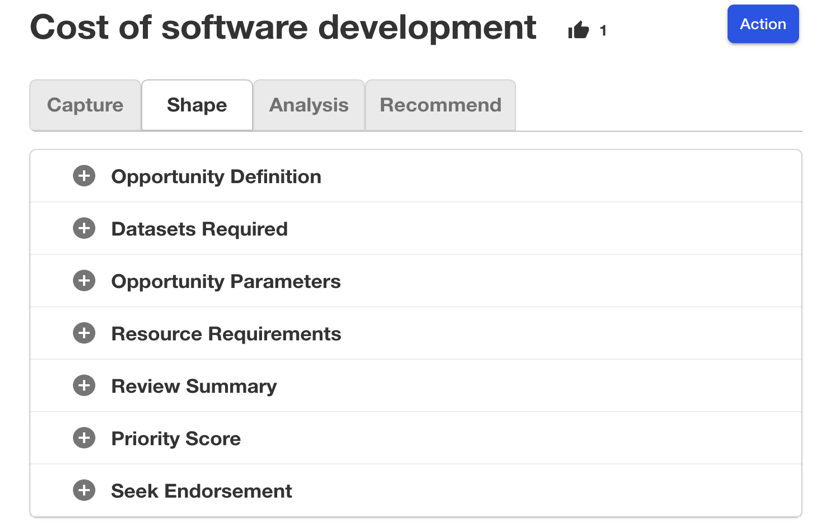 Cost of software development 1 Action
Capture Shape Analysis Recommend
Opportunity Definition
Datasets Required
Opportunity Parameters
Resource Requirements
Review Summary
Priority Score
Seek Endorsement